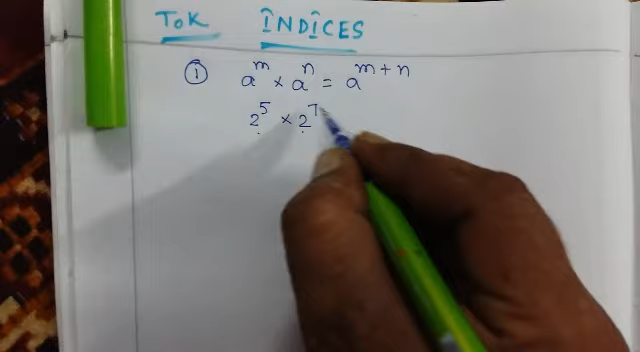 TOK INDICES
① a^m × a^n = a^{m+n}
2^5 × 2^7